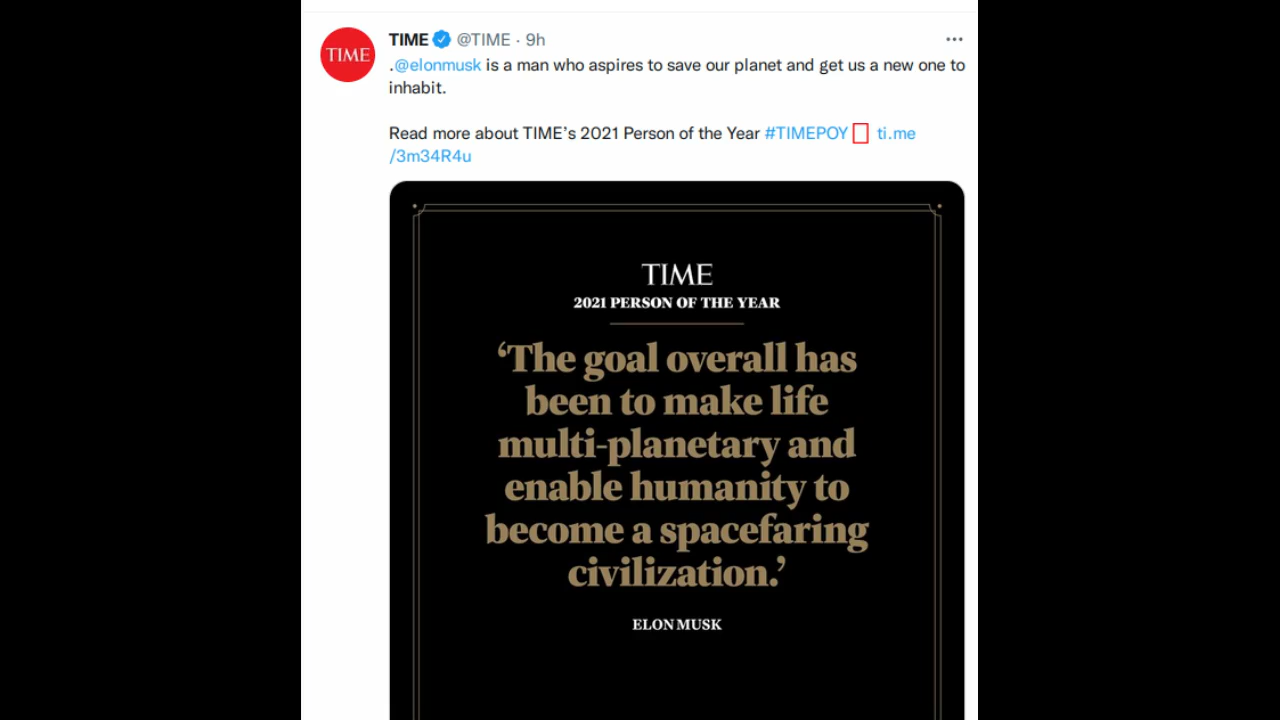 TIME
TIME @TIME · 9h
.@elonmusk is a man who aspires to save our planet and get us a new one to
inhabit.
Read more about TIME’s 2021 Person of the Year #TIMEPOY ti.me
/3m34R4u
TIME
2021 PERSON OF THE YEAR
‘The goal overall has
been to make life
multi-planetary and
enable humanity to
become a spacefaring
civilization.’
ELON MUSK